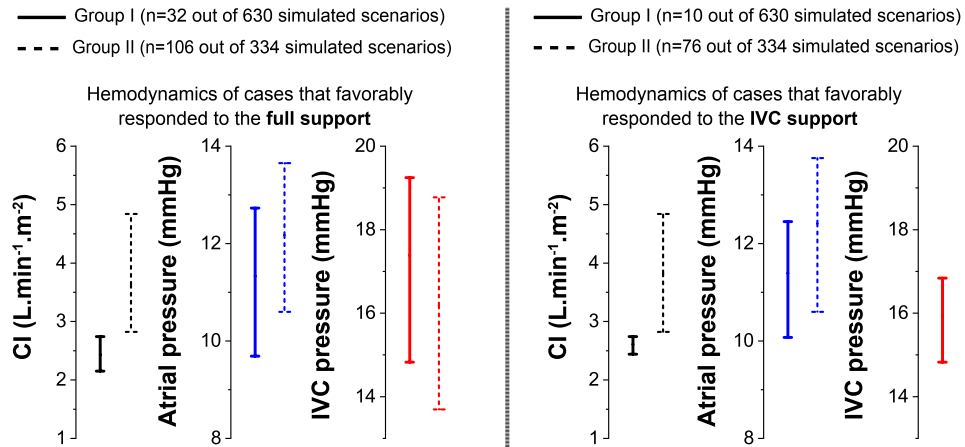 Group I (n=32 out of 630 simulated scenarios)
Group II (n=106 out of 334 simulated scenarios)
Hemodynamics of cases that favorably
responded to the full support
CI (L.min-1.m-2)
6
5
4
3
2
1
Atrial pressure (mmHg)
14
12
10
8
IVC pressure (mmHg)
20
18
16
14
Group I (n=10 out of 630 simulated scenarios)
Group II (n=76 out of 334 simulated scenarios)
Hemodynamics of cases that favorably
responded to the IVC support
CI (L.min-1.m-2)
6
5
4
3
2
1
Atrial pressure (mmHg)
14
12
10
8
IVC pressure (mmHg)
20
18
16
14